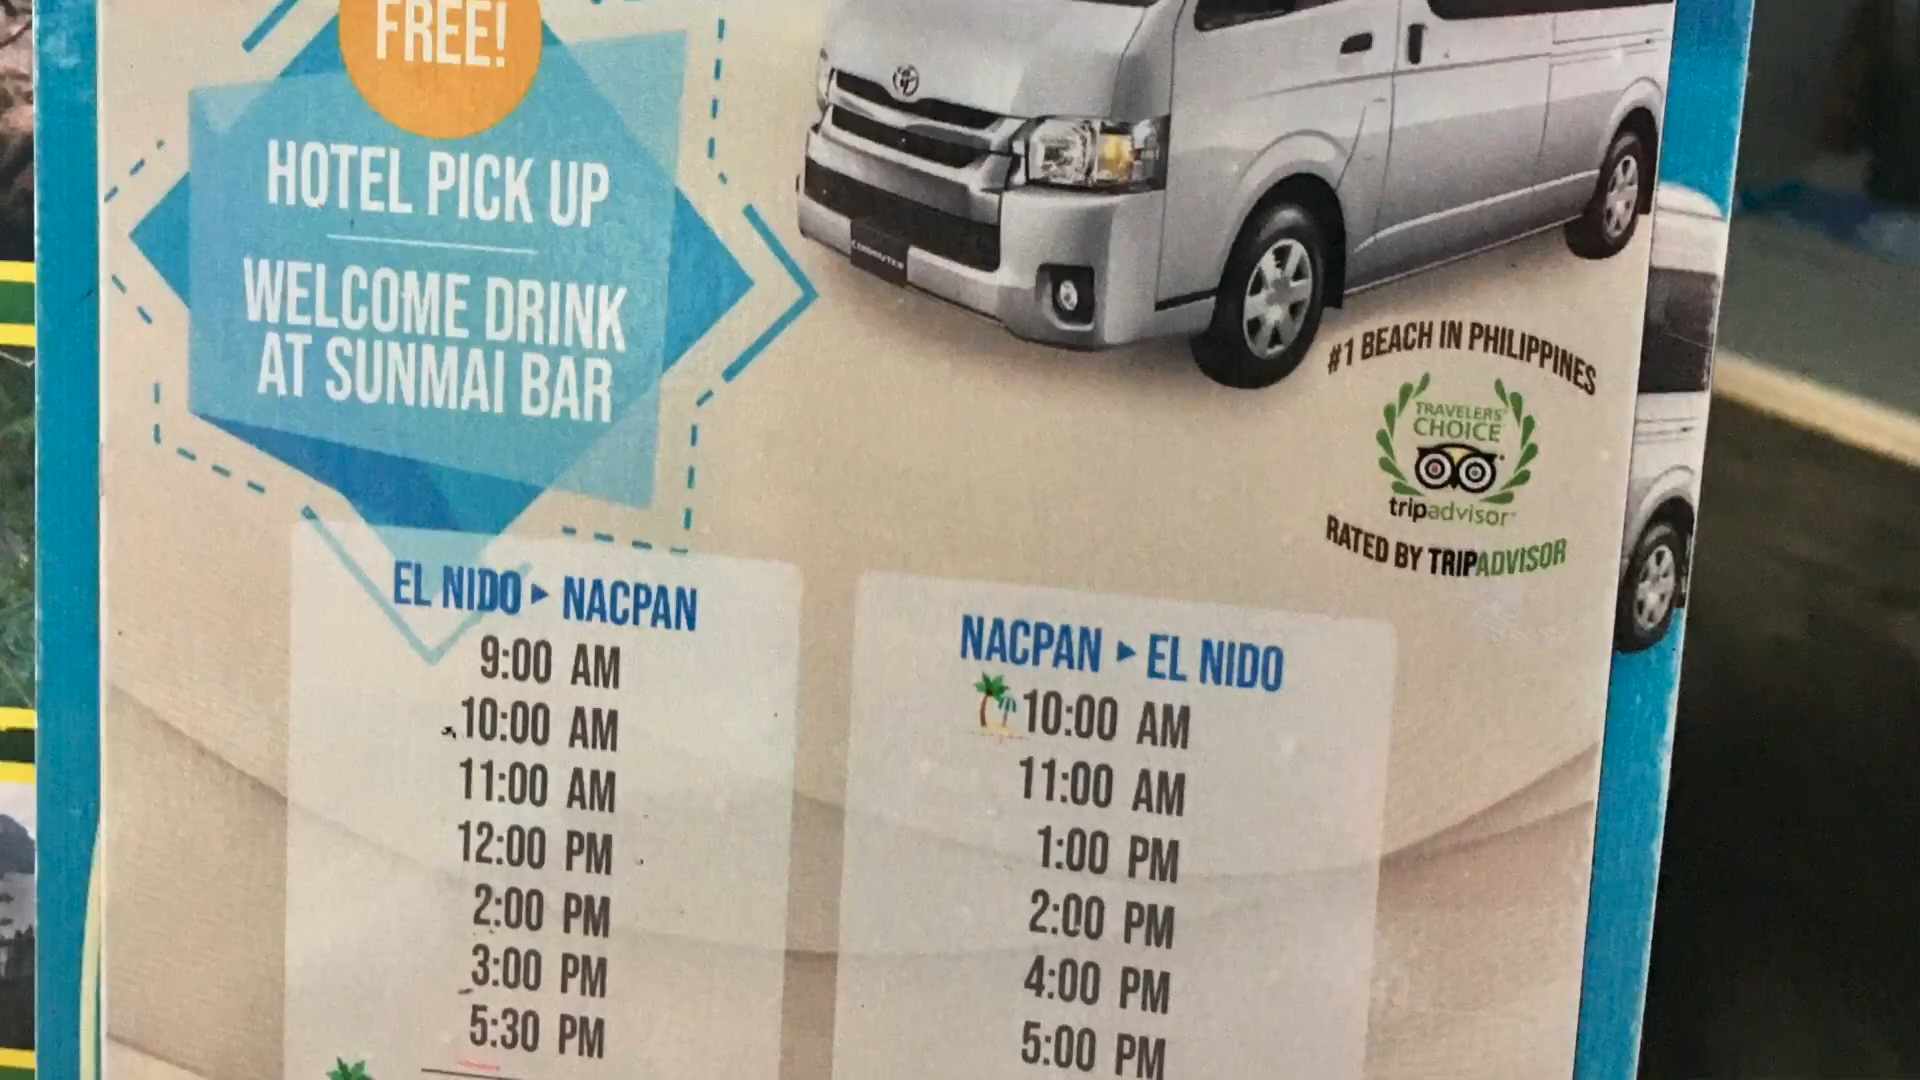 FREE!
HOTEL PICK UP
WELCOME DRINK
AT SUNMAI BAR
COMMUTER
#1 BEACH IN PHILIPPINES
TRAVELERS'
CHOICE
tripadvisor
RATED BY TRIPADVISOR
EL NIDO ▸ NACPAN
9:00 AM
10:00 AM
11:00 AM
12:00 PM
2:00 PM
3:00 PM
5:30 PM
NACPAN ▸ EL NIDO
10:00 AM
11:00 AM
1:00 PM
2:00 PM
4:00 PM
5:00 PM